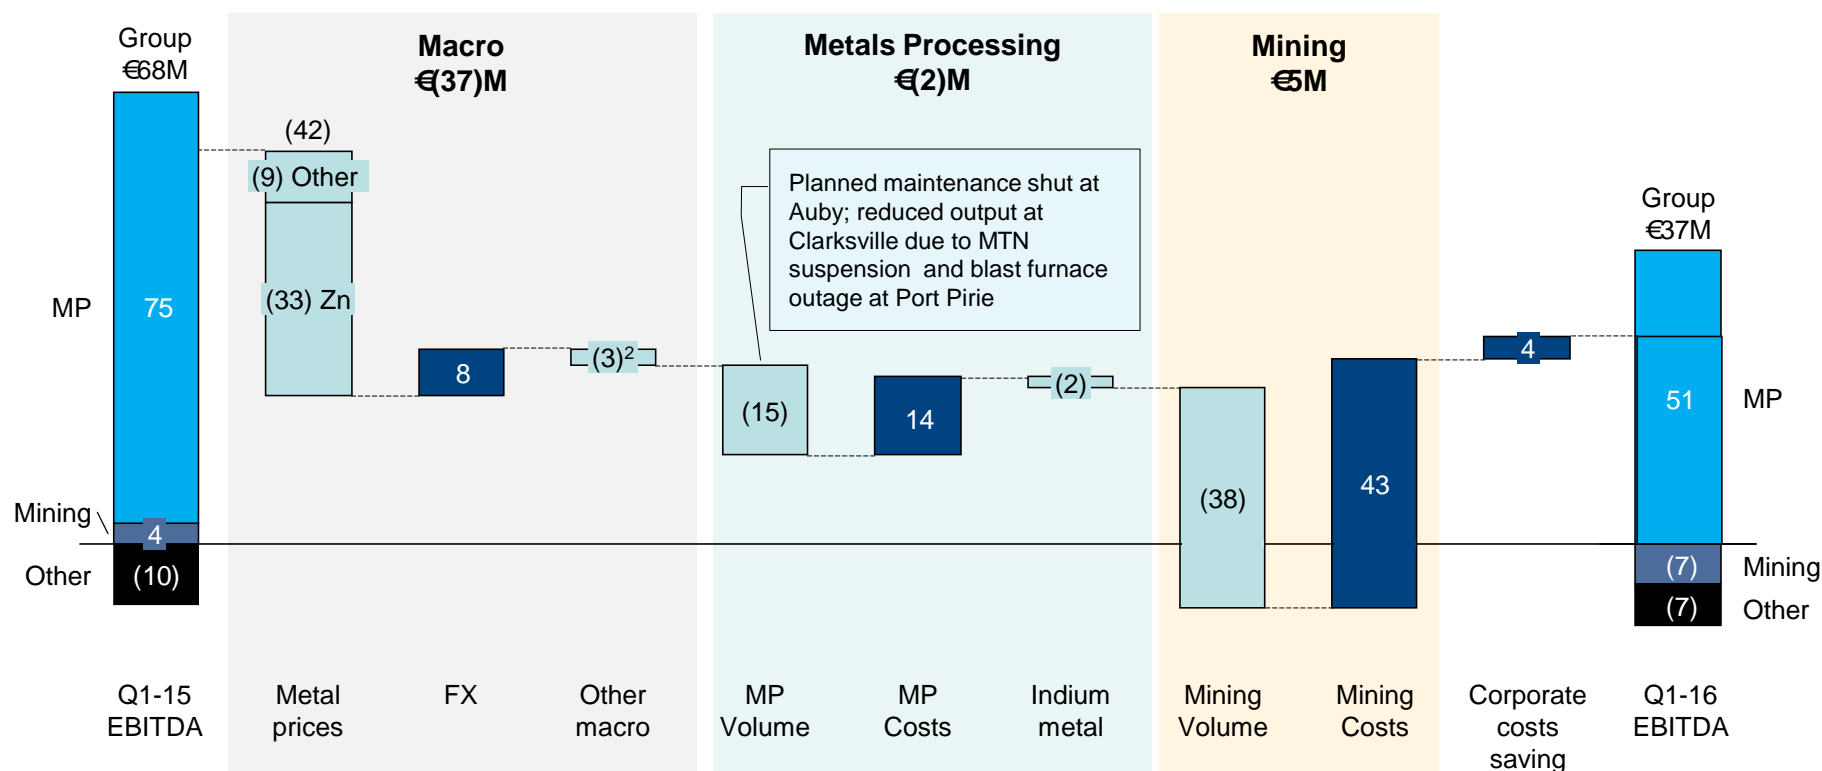 Group
€68M
MP
75
Mining
4
Other
(10)
Q1-15
EBITDA
Macro
€(37)M
(42)
(9) Other
(33) Zn
Metal
prices
8
FX
(3)2
Other
macro
Metals Processing
€(2)M
Planned maintenance shut at
Auby; reduced output at
Clarksville due to MTN
suspension and blast furnace
outage at Port Pirie
(15)
MP
Volume
14
MP
Costs
(2)
Indium
metal
Mining
€5M
(38)
Mining
Volume
43
Mining
Costs
4
Corporate
costs
saving
Group
€37M
51
MP
(7)
Mining
(7)
Other
Q1-16
EBITDA